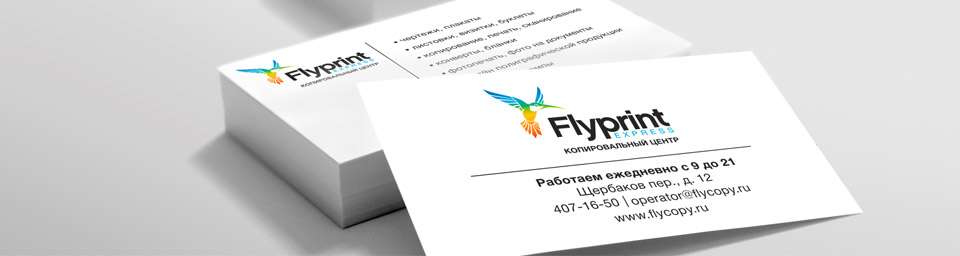 Flyprint
EXPRESS
КОПИРОВАЛЬНЫЙ ЦЕНТР
• чертежи, плакаты
• листовки, визитки, буклеты
• копирование, печать, сканирование
• конверты, бланки
• фотопечать, фото на документы
полиграфической продукции
Flyprint
EXPRESS
КОПИРОВАЛЬНЫЙ ЦЕНТР
Работаем ежедневно с 9 до 21
Щербаков пер., д. 12
407-16-50 | operator@flycopy.ru
www.flycopy.ru